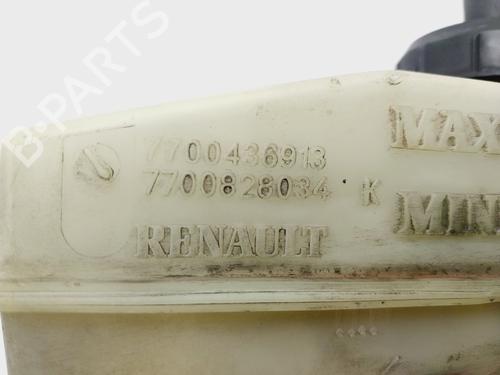 B-PARTS
7700436913
7700828034 K
RENAULT
MAX
MIN